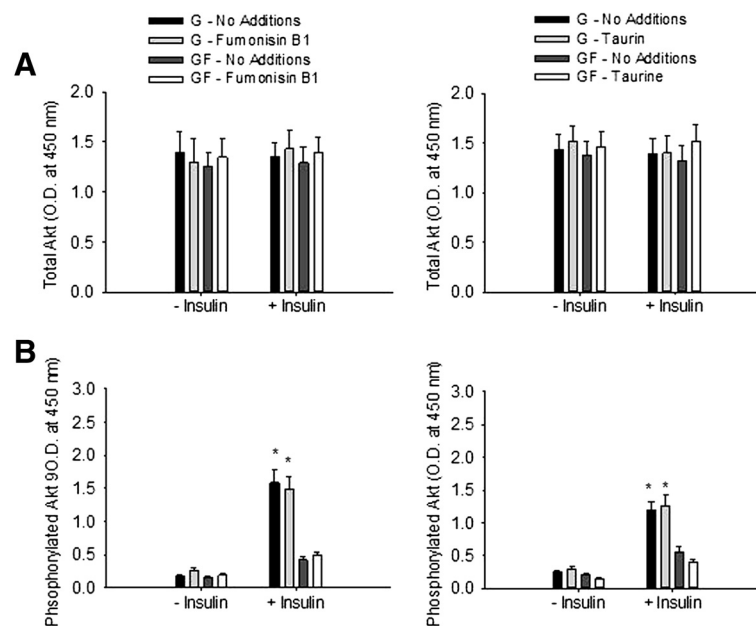 G - No Additions
G - Fumonisin B1
GF - No Additions
GF - Fumonisin B1
G - No Additions
G - Taurin
GF - No Additions
GF - Taurine
A
Total Akt (O.D. at 450 nm)
2.0
1.5
1.0
0.5
0.0
- Insulin
+ Insulin
Total Akt (O.D. at 450 nm)
2.0
1.5
1.0
0.5
0.0
- Insulin
+ Insulin
B
Phsophorylated Akt 9O.D. at 450 nm)
3.0
2.5
2.0
1.5
1.0
0.5
0.0
* *
- Insulin
+ Insulin
Phosphorylated Akt (O.D. at 450 nm)
3.0
2.5
2.0
1.5
1.0
0.5
0.0
* *
- Insulin
+ Insulin